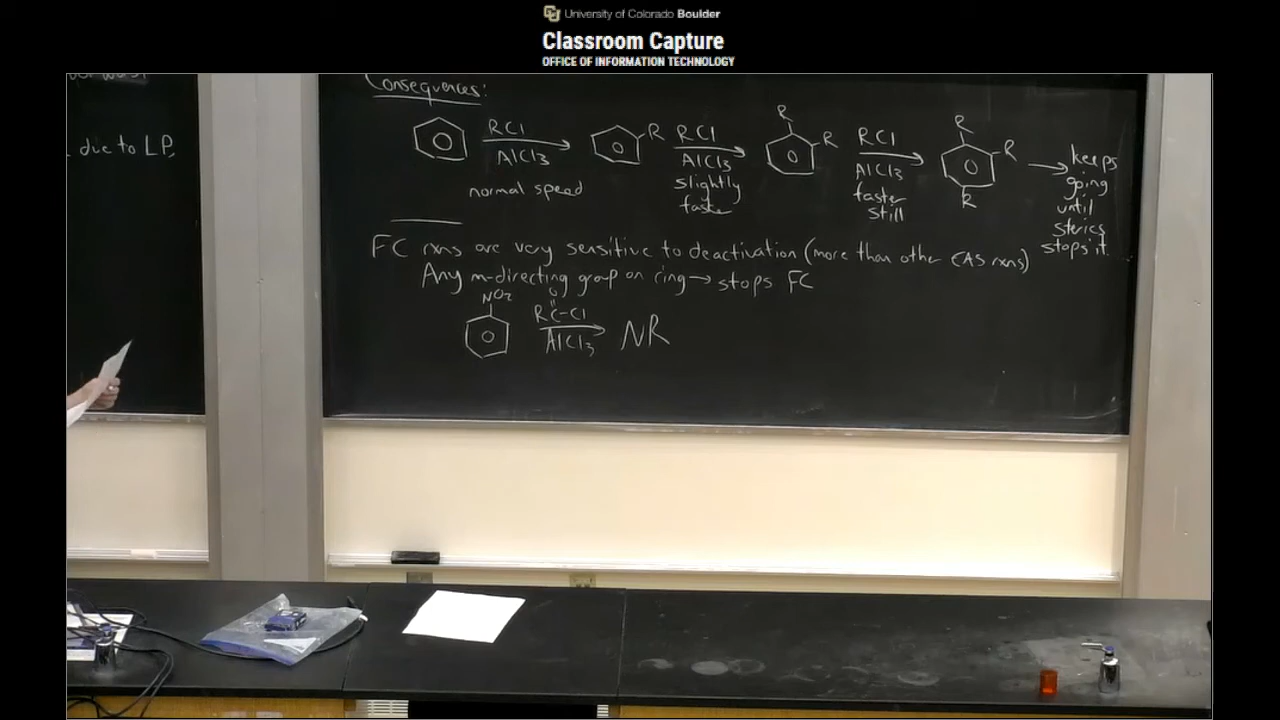 University of Colorado Boulder
Classroom Capture
OFFICE OF INFORMATION TECHNOLOGY
due to LP,
Consequences:
RCl
AlCl3
normal speed
R
RCl
AlCl3
slightly
faster
R
R
RCl
AlCl3
faster
still
R
R
R
keeps
going
until
sterics
stops it.
FC rxns are very sensitive to deactivation (more than other EAS rxns)
Any m-directing group on ring → stops FC
NO2
O
RC-Cl
AlCl3
NR